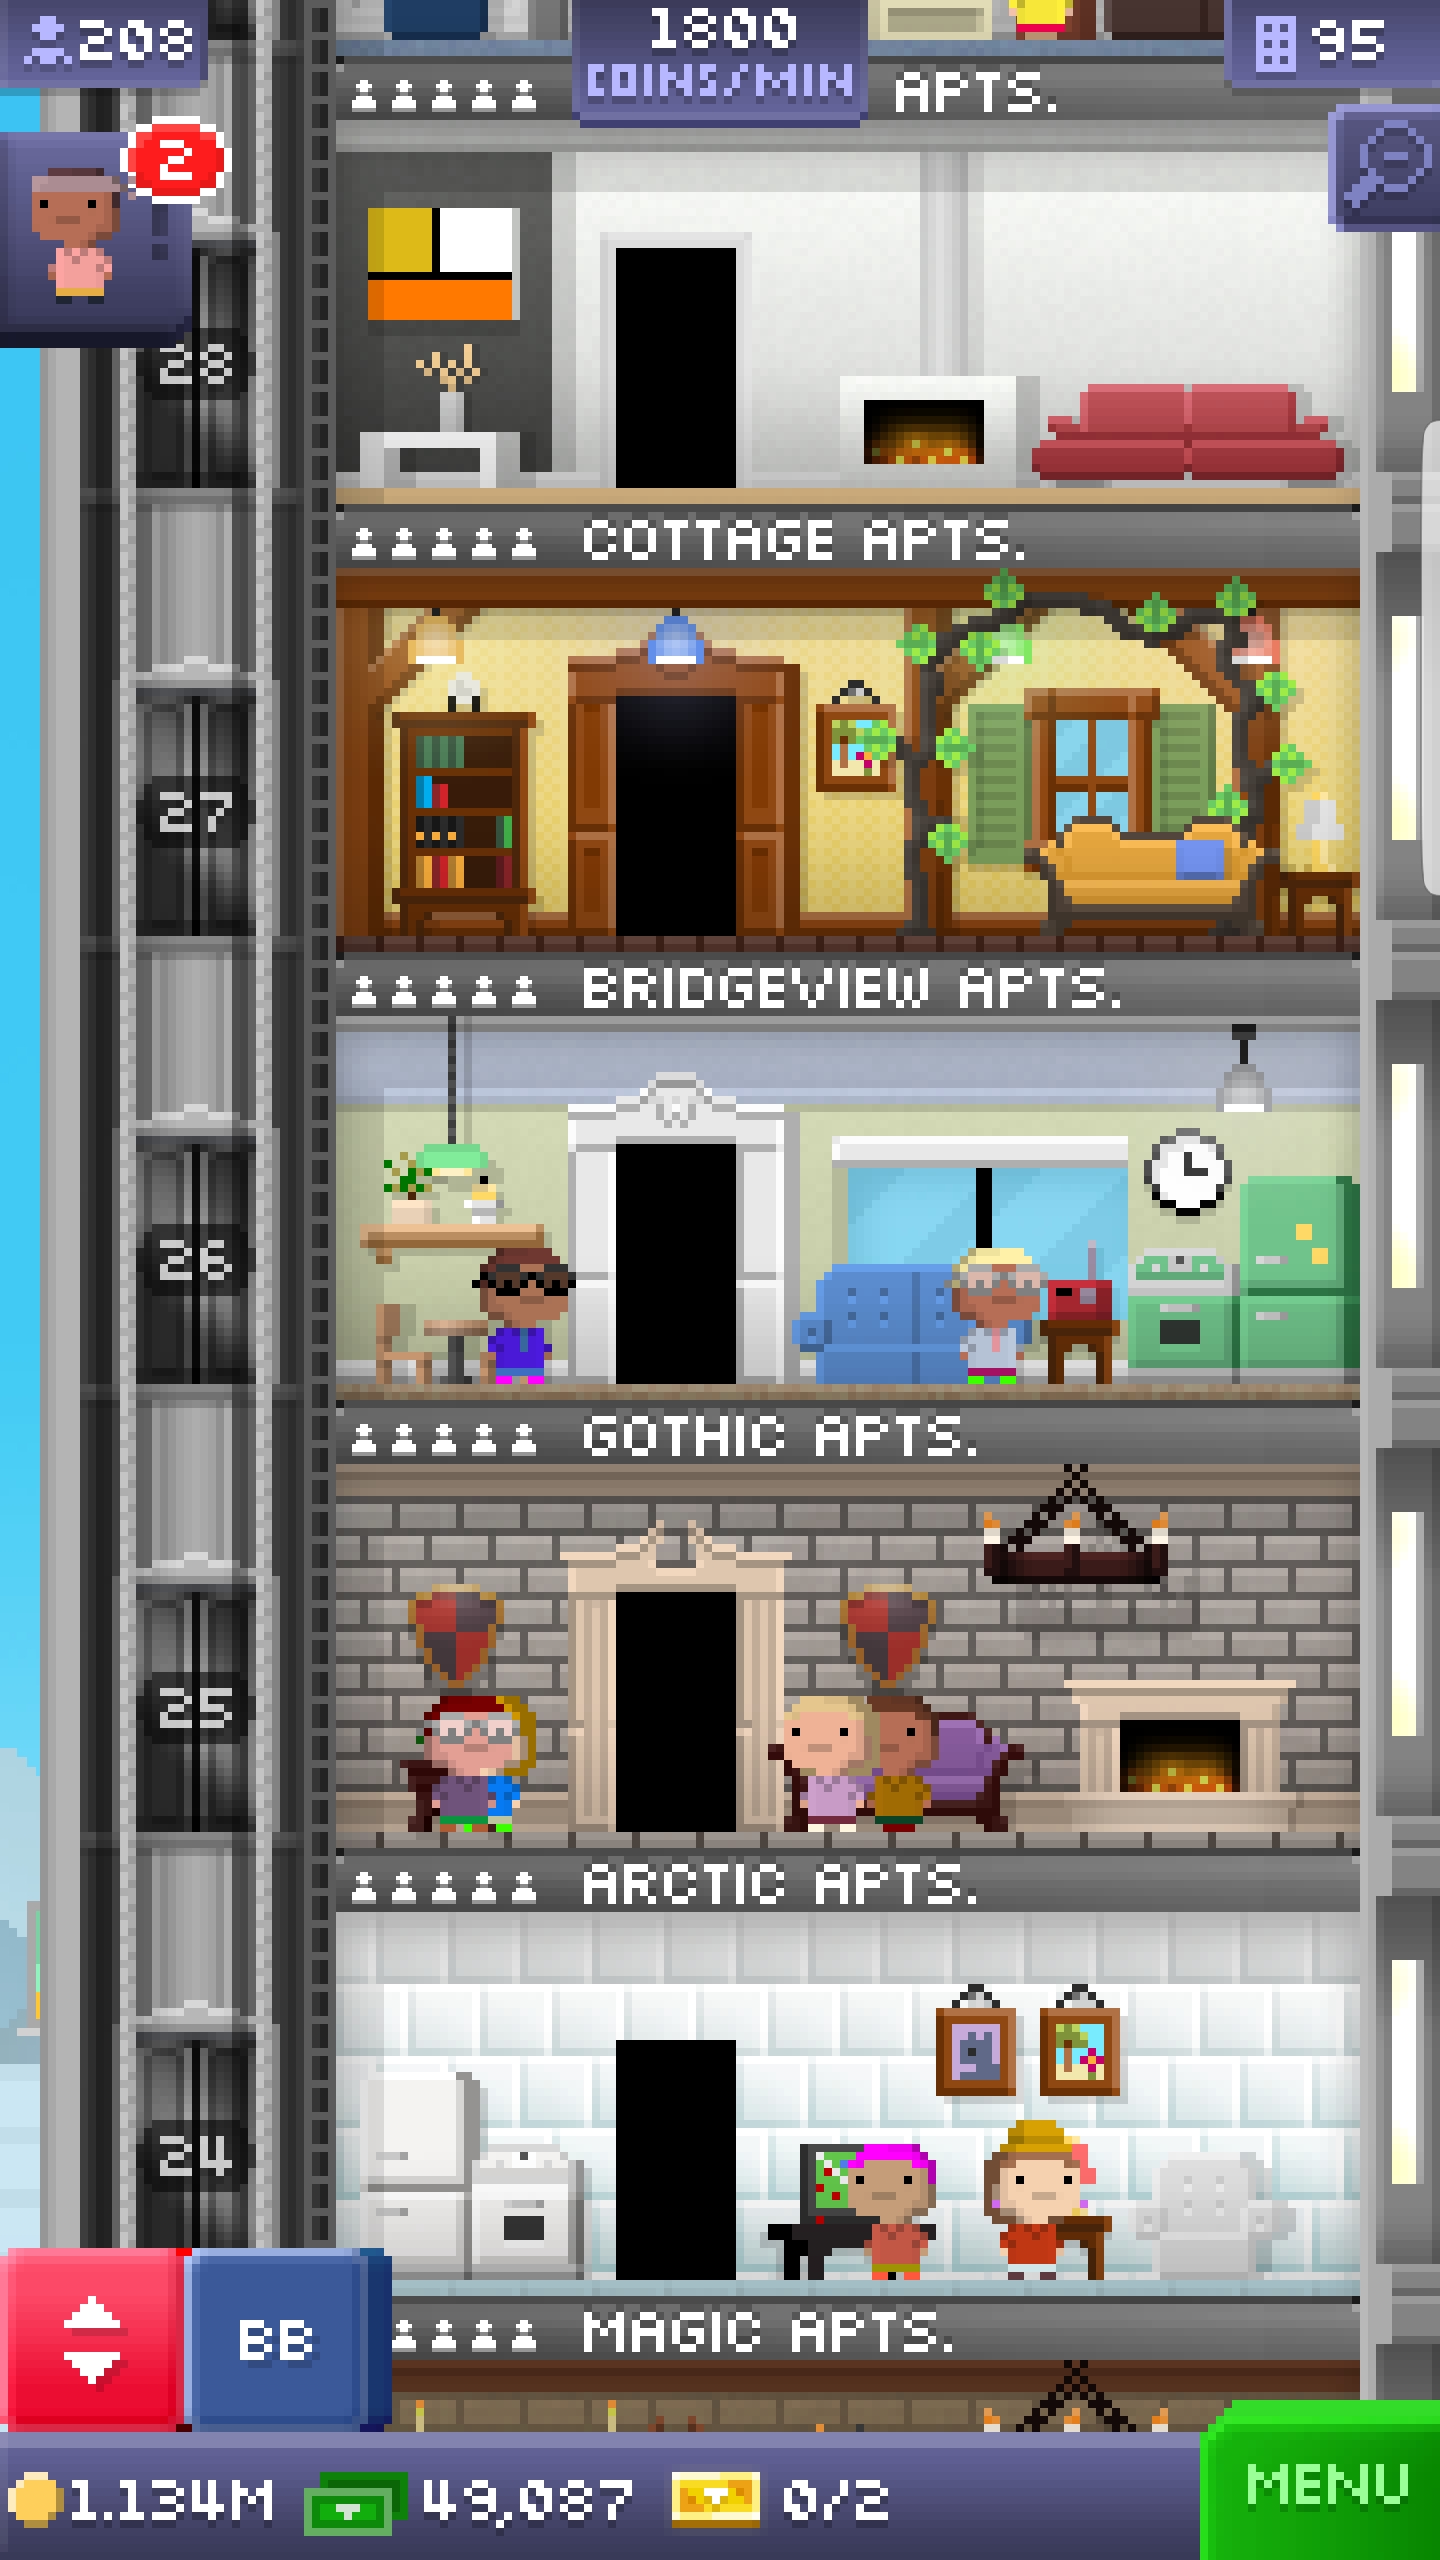 208
1800
COINS/MIN
95
APTS.
2
28
COTTAGE APTS.
27
BRIDGEVIEW APTS.
26
GOTHIC APTS.
25
ARCTIC APTS.
24
BB
MAGIC APTS.
1.134M
49,087
0/2
MENU